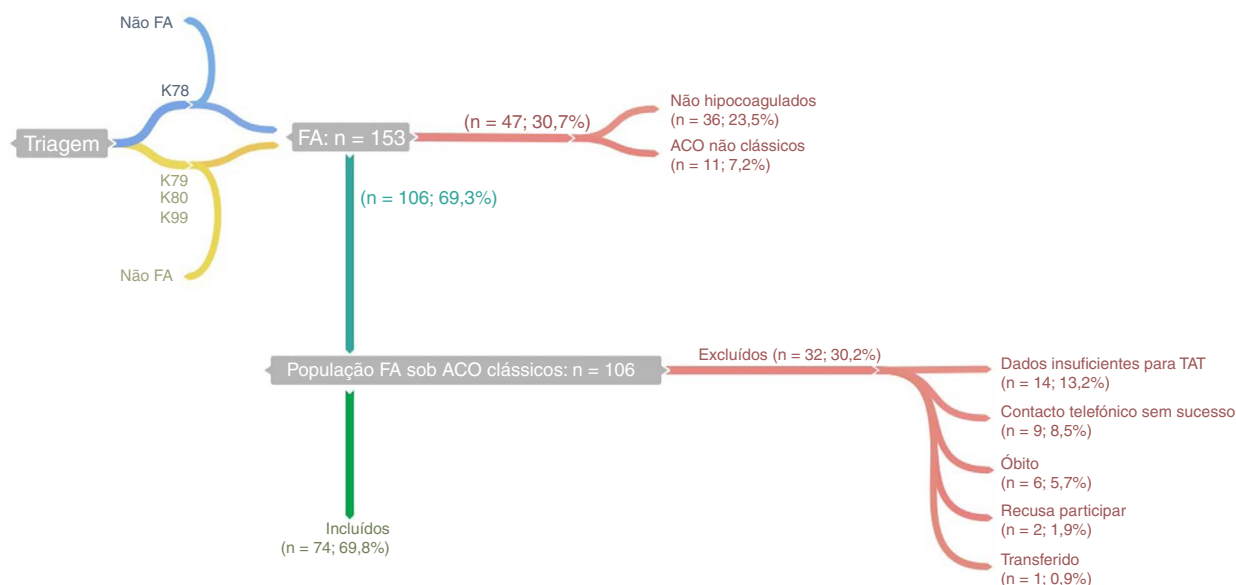 Não FA
K78
Triagem
K79
K80
K99
Não FA
FA: n = 153
(n = 47; 30,7%)
Não hipocoagulados
(n = 36; 23,5%)
ACO não clássicos
(n = 11; 7,2%)
(n = 106; 69,3%)
População FA sob ACO clássicos: n = 106
Excluídos (n = 32; 30,2%)
Dados insuficientes para TAT
(n = 14; 13,2%)
Contacto telefónico sem sucesso
(n = 9; 8,5%)
Óbito
(n = 6; 5,7%)
Recusa participar
(n = 2; 1,9%)
Transferido
(n = 1; 0,9%)
Incluídos
(n = 74; 69,8%)